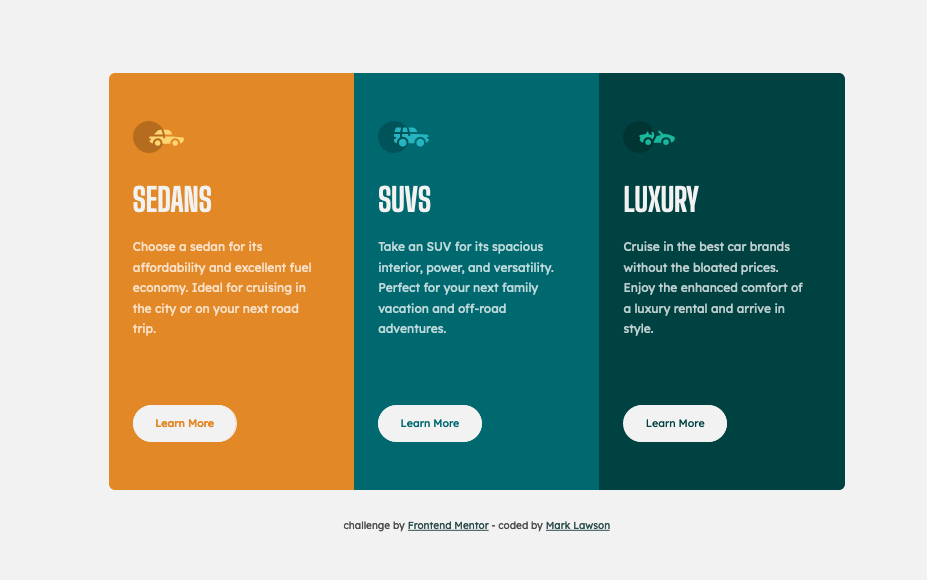 SEDANS
Choose a sedan for its
affordability and excellent fuel
economy. Ideal for cruising in
the city or on your next road
trip.
Learn More
SUVS
Take an SUV for its spacious
interior, power, and versatility.
Perfect for your next family
vacation and off-road
adventures.
Learn More
LUXURY
Cruise in the best car brands
without the bloated prices.
Enjoy the enhanced comfort of
a luxury rental and arrive in
style.
Learn More
challenge by Frontend Mentor - coded by Mark Lawson